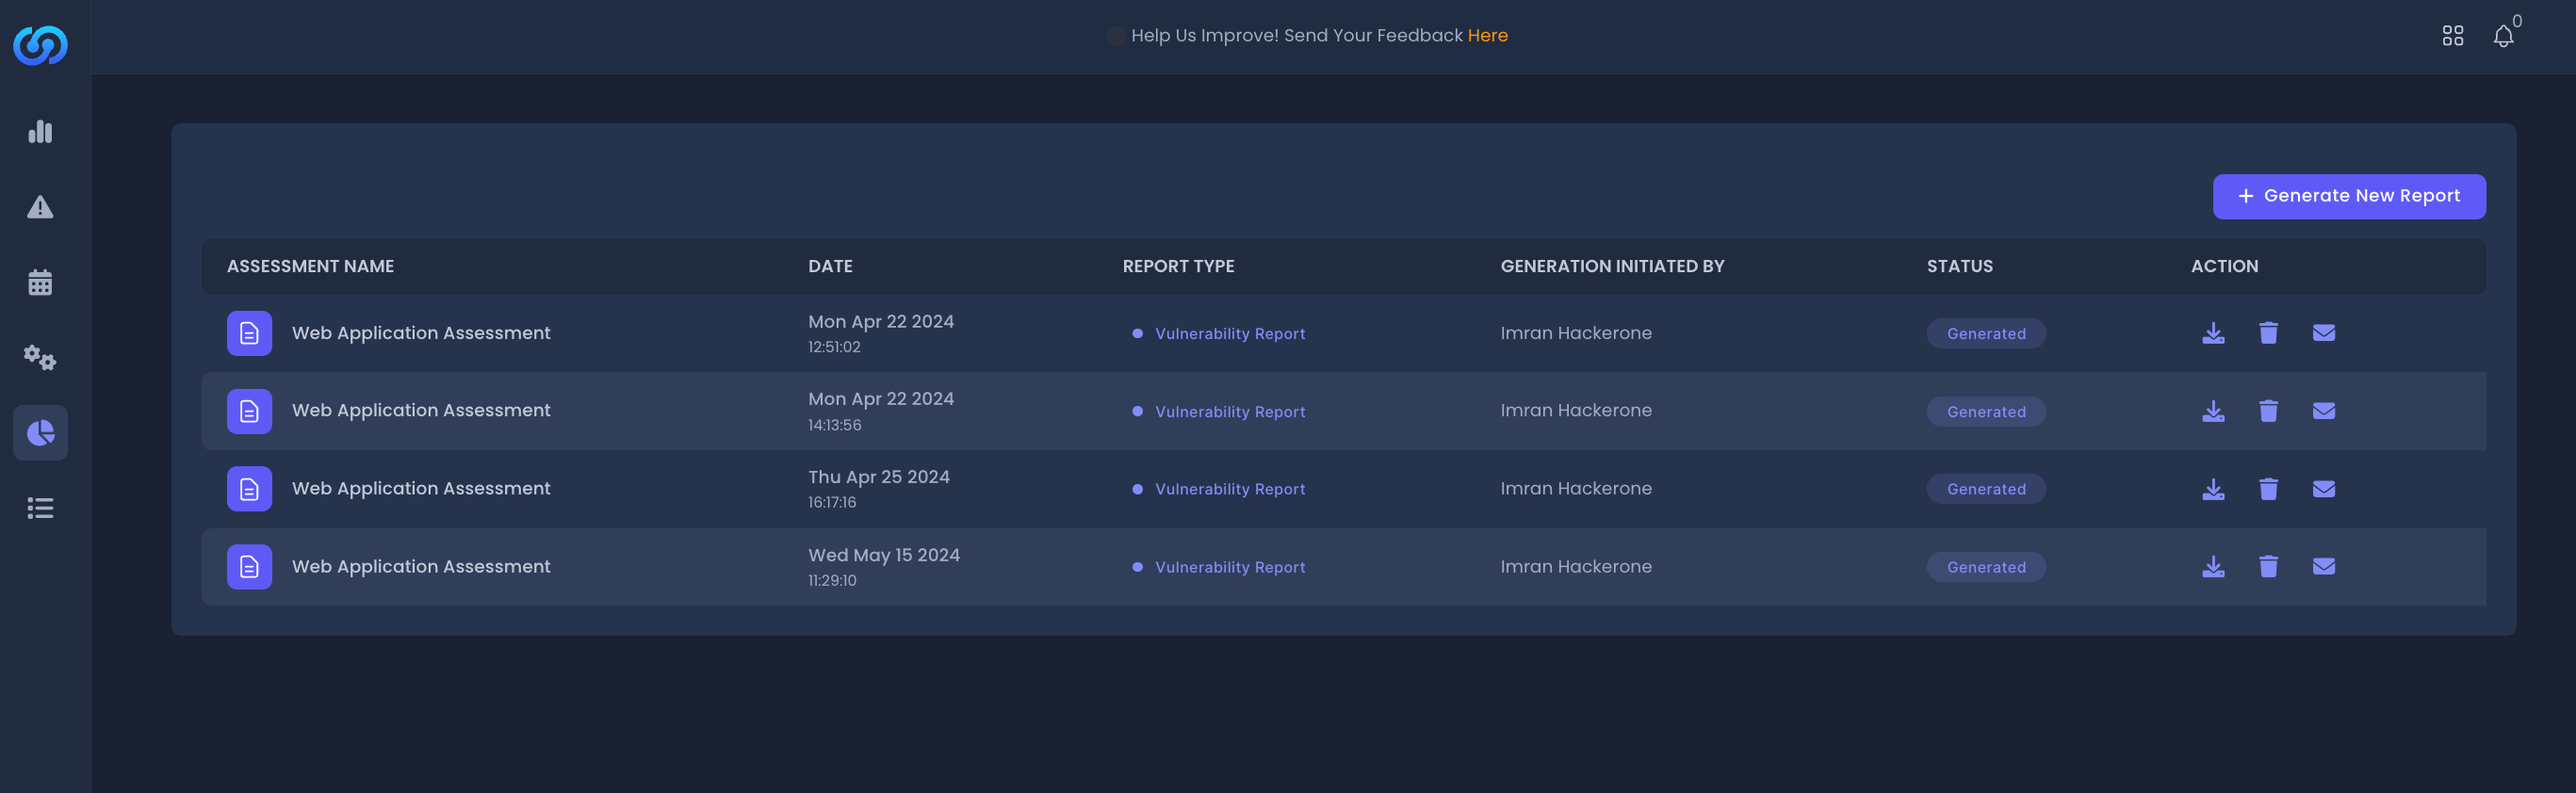 Help Us Improve! Send Your Feedback Here
0
+ Generate New Report
ASSESSMENT NAME DATE REPORT TYPE GENERATION INITIATED BY STATUS ACTION
Web Application Assessment Mon Apr 22 2024 Vulnerability Report Imran Hackerone Generated
12:51:02
Web Application Assessment Mon Apr 22 2024 Vulnerability Report Imran Hackerone Generated
14:13:56
Web Application Assessment Thu Apr 25 2024 Vulnerability Report Imran Hackerone Generated
16:17:16
Web Application Assessment Wed May 15 2024 Vulnerability Report Imran Hackerone Generated
11:29:10